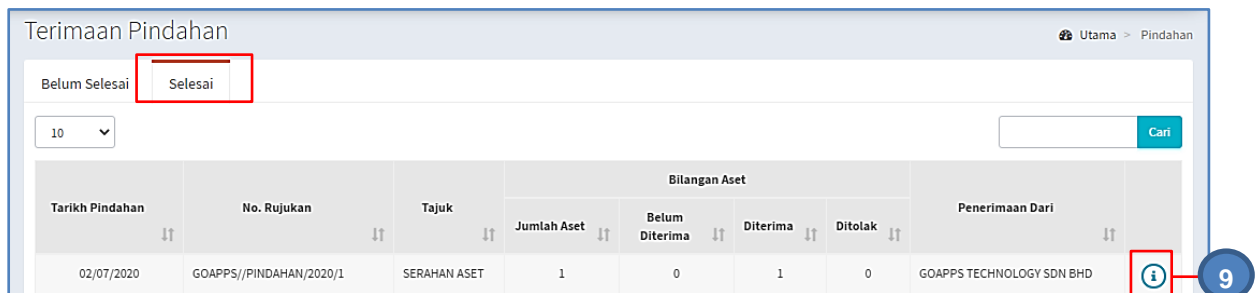 Terimaan Pindahan
Utama > Pindahan
Belum Selesai Selesai
10 Cari
Bilangan Aset
Tarikh Pindahan No. Rujukan Tajuk Jumlah Aset Belum Diterima Diterima Ditolak Penerimaan Dari
02/07/2020 GOAPPS//PINDAHAN/2020/1 SERAHAN ASET 1 0 1 0 GOAPPS TECHNOLOGY SDN BHD
9